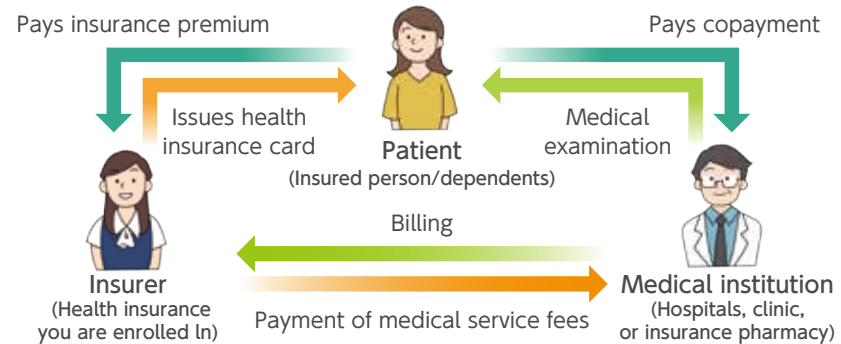 Pays insurance premium
Pays copayment
Issues health
insurance card
Medical
examination
Patient
(Insured person/dependents)
Billing
Insurer
(Health insurance
you are enrolled ln)
Payment of medical service fees
Medical institution
(Hospitals, clinic,
or insurance pharmacy)